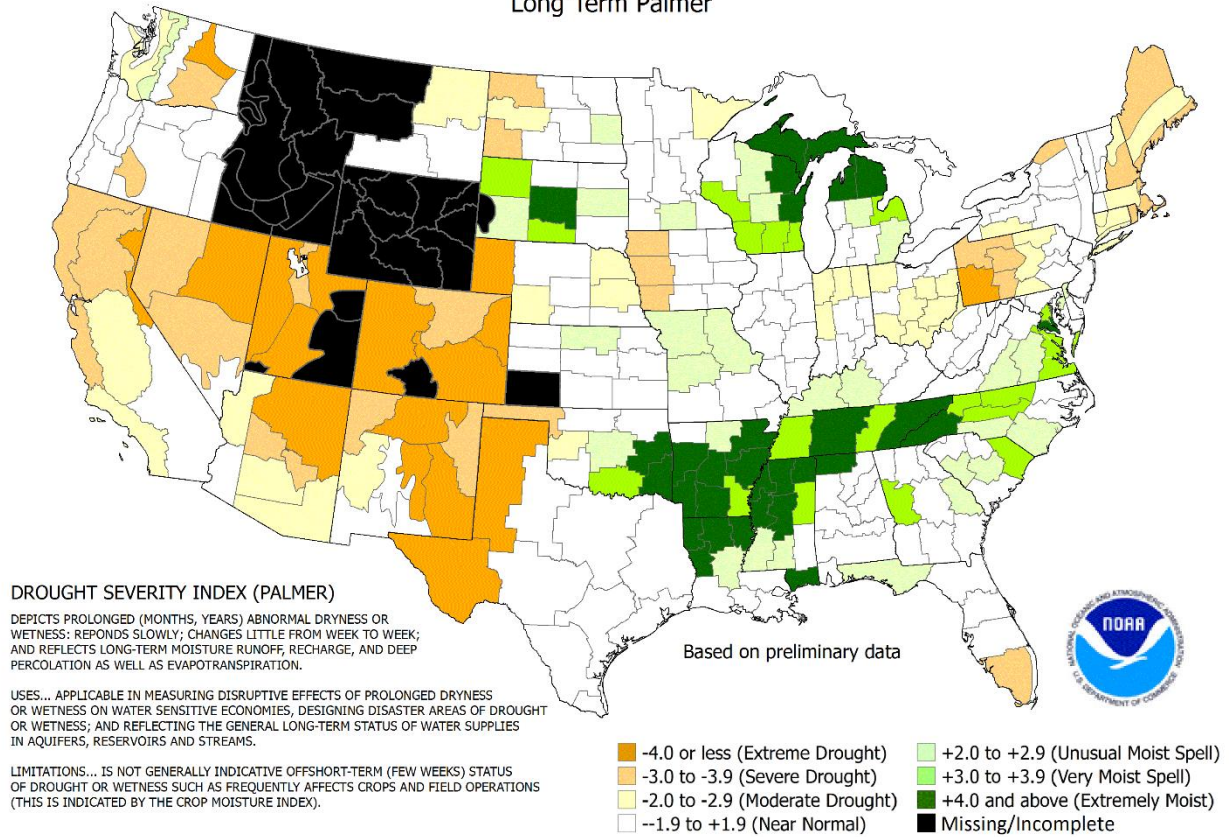 Long Term Palmer
DROUGHT SEVERITY INDEX (PALMER)
DEPICTS PROLONGED (MONTHS, YEARS) ABNORMAL DRYNESS OR
WETNESS: REPONDS SLOWLY; CHANGES LITTLE FROM WEEK TO WEEK;
AND REFLECTS LONG-TERM MOISTURE RUNOFF, RECHARGE, AND DEEP
PERCOLATION AS WELL AS EVAPOTRANSPIRATION.
USES... APPLICABLE IN MEASURING DISRUPTIVE EFFECTS OF PROLONGED DRYNESS
OR WETNESS ON WATER SENSITIVE ECONOMIES, DESIGNING DISASTER AREAS OF DROUGHT
OR WETNESS; AND REFLECTING THE GENERAL LONG-TERM STATUS OF WATER SUPPLIES
IN AQUIFERS, RESERVOIRS AND STREAMS.
LIMITATIONS... IS NOT GENERALLY INDICATIVE OFFSHORT-TERM (FEW WEEKS) STATUS
OF DROUGHT OR WETNESS SUCH AS FREQUENTLY AFFECTS CROPS AND FIELD OPERATIONS
(THIS IS INDICATED BY THE CROP MOISTURE INDEX).
Based on preliminary data
NATIONAL OCEANIC AND ATMOSPHERIC ADMINISTRATION
NOAA
U.S. DEPARTMENT OF COMMERCE
-4.0 or less (Extreme Drought)
-3.0 to -3.9 (Severe Drought)
-2.0 to -2.9 (Moderate Drought)
--1.9 to +1.9 (Near Normal)
+2.0 to +2.9 (Unusual Moist Spell)
+3.0 to +3.9 (Very Moist Spell)
+4.0 and above (Extremely Moist)
Missing/Incomplete